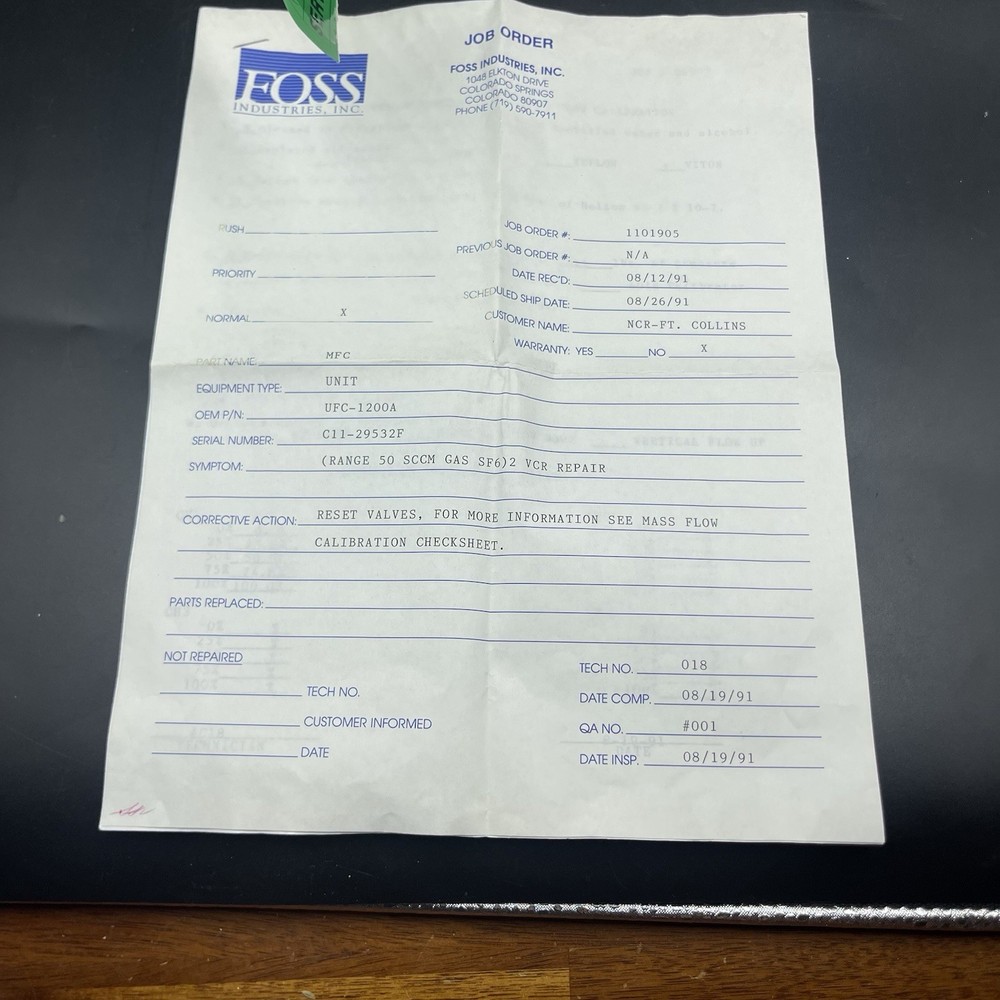 JOB ORDER
FOSS
INDUSTRIES, INC.
FOSS INDUSTRIES, INC.
1048 ELKTON DRIVE
COLORADO SPRINGS
COLORADO 80907
PHONE (719) 590-7911
RUSH
JOB ORDER #: 1101905
PREVIOUS JOB ORDER #: N/A
PRIORITY
DATE REC'D: 08/12/91
SCHEDULED SHIP DATE: 08/26/91
NORMAL X
CUSTOMER NAME: NCR-FT. COLLINS
WARRANTY: YES NO X
PART NAME: MFC
EQUIPMENT TYPE: UNIT
OEM P/N: UFC-1200A
SERIAL NUMBER: C11-29532F
SYMPTOM: (RANGE 50 SCCM GAS SF6)2 VCR REPAIR
CORRECTIVE ACTION: RESET VALVES, FOR MORE INFORMATION SEE MASS FLOW
CALIBRATION CHECKSHEET.
PARTS REPLACED:
NOT REPAIRED
TECH NO. 018
TECH NO.
DATE COMP. 08/19/91
CUSTOMER INFORMED
QA NO. #001
DATE
DATE INSP. 08/19/91